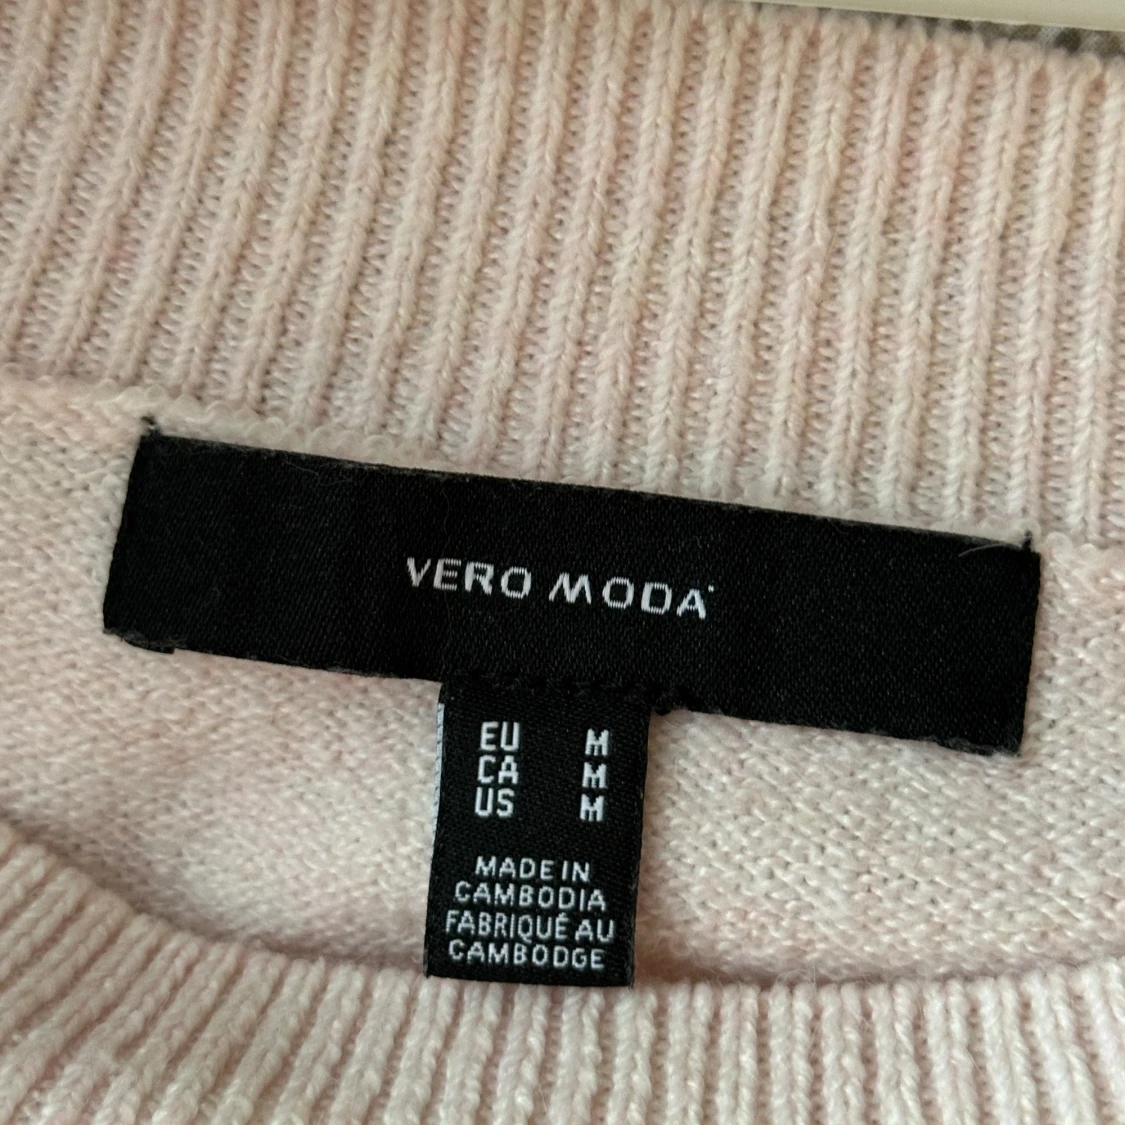 VERO MODA
EU M
CA M
US M
MADE IN
CAMBODIA
FABRIQUÉ AU
CAMBODGE